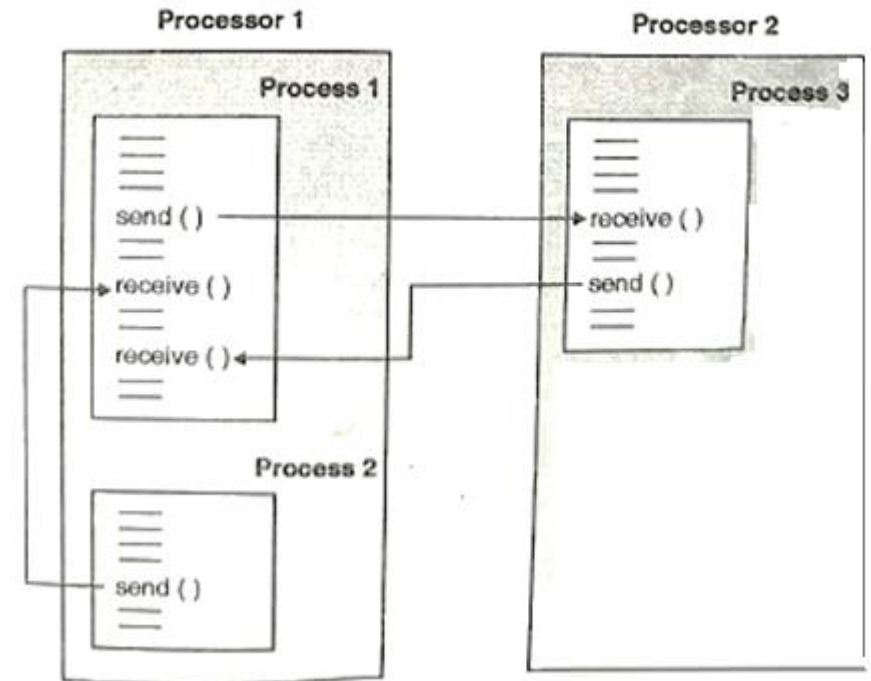 Processor 1
Process 1
send ( )
receive ( )
receive ( )
Process 2
send ( )
Processor 2
Process 3
receive ( )
send ( )